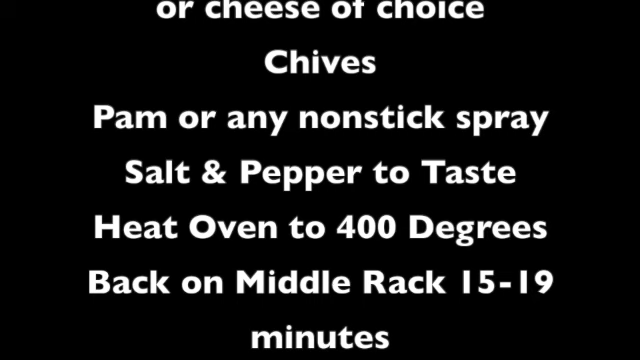 or cheese of choice
Chives
Pam or any nonstick spray
Salt & Pepper to Taste
Heat Oven to 400 Degrees
Back on Middle Rack 15-19
minutes